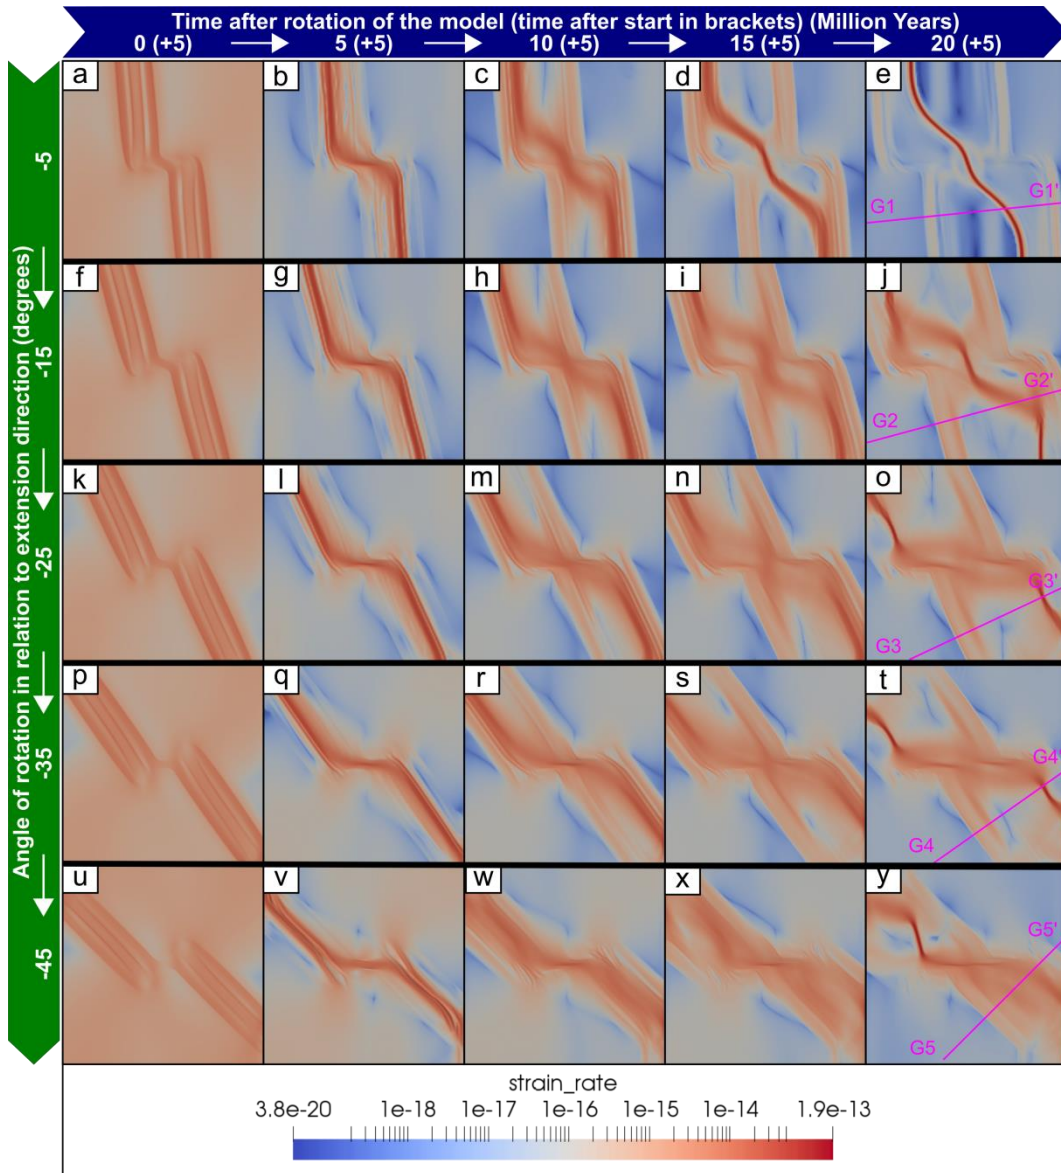 Time after rotation of the model (time after start in brackets) (Million Years)
0 (+5) 5 (+5) 10 (+5) 15 (+5) 20 (+5)
Angle of rotation in relation to extension direction (degrees)
-5
a b c d e
G1 G1'
-15
f g h i j
G2 G2'
-25
k l m n o
G3 G3'
-35
p q r s t
G4 G4'
-45
u v w x y
G5 G5'
strain_rate
3.8e-20 1e-18 1e-17 1e-16 1e-15 1e-14 1.9e-13